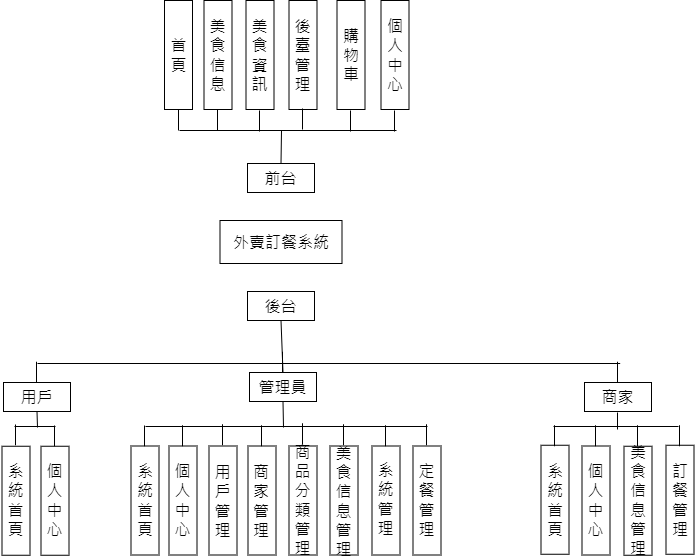 首頁
美食信息
美食資訊
後臺管理
購物車
個人中心
前台
外賣訂餐系統
後台
用戶
管理員
商家
系統首頁
個人中心
系統首頁
個人中心
用戶管理
商家管理
商品分類管理
美食信息管理
系統管理
定餐管理
系統首頁
個人中心
美食信息管理
訂餐管理